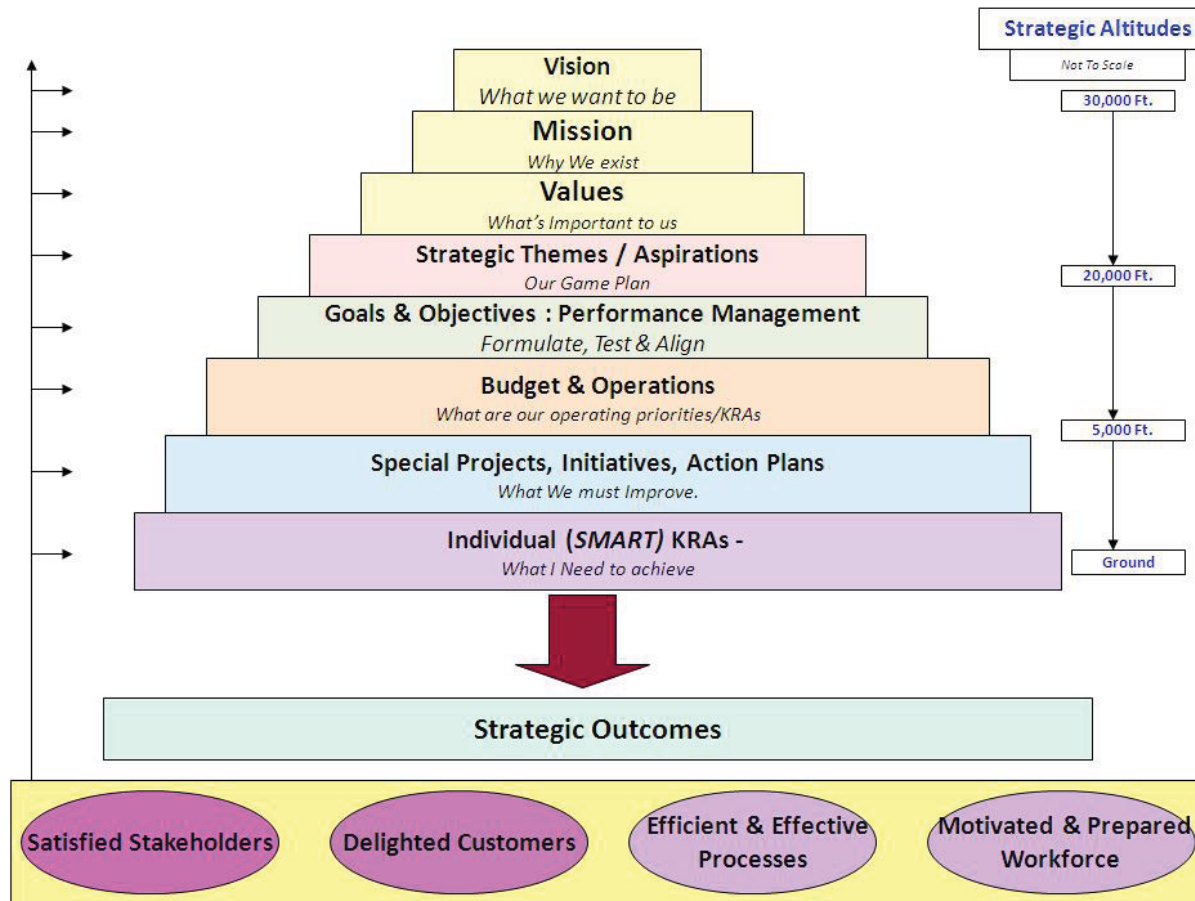 Strategic Altitudes
Not To Scale
Vision
What we want to be
30,000 Ft.
Mission
Why We exist
Values
What's Important to us
Strategic Themes / Aspirations
Our Game Plan
20,000 Ft.
Goals & Objectives : Performance Management
Formulate, Test & Align
Budget & Operations
What are our operating priorities/KRAs
5,000 Ft.
Special Projects, Initiatives, Action Plans
What We must Improve.
Individual (SMART) KRAs -
What I Need to achieve
Ground
Strategic Outcomes
Satisfied Stakeholders
Delighted Customers
Efficient & Effective
Processes
Motivated & Prepared
Workforce